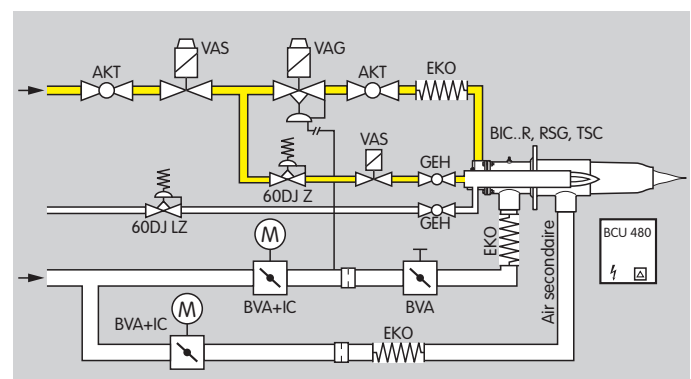 VAS
VAG
AKT
AKT
EKO
BIC..R, RSG, TSC
VAS
GEH
60DJ Z
60DJ LZ
GEH
M
EKO
BCU 480
Air secondaire
BVA+IC
BVA
M
BVA+IC
EKO